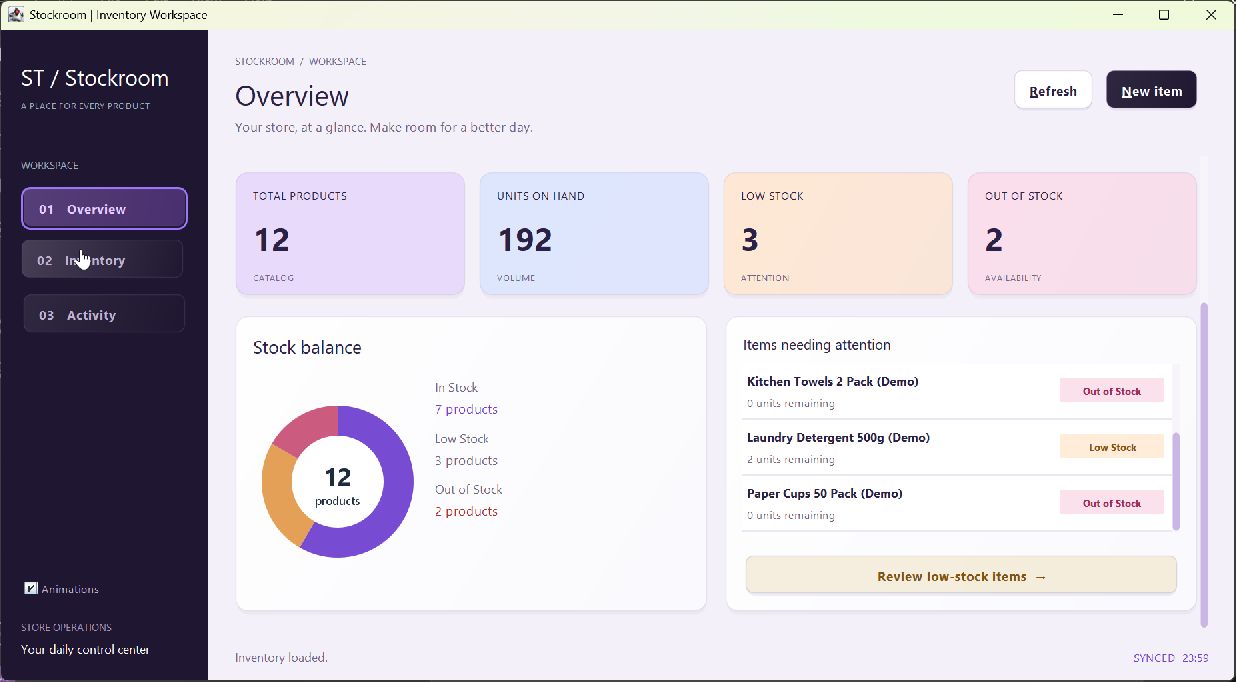 Stockroom | Inventory Workspace
ST / Stockroom
A PLACE FOR EVERY PRODUCT
WORKSPACE
01 Overview
02 Inventory
03 Activity
Animations
STORE OPERATIONS
Your daily control center
STOCKROOM / WORKSPACE
Overview
Your store, at a glance. Make room for a better day.
Refresh
New item
TOTAL PRODUCTS
12
CATALOG
UNITS ON HAND
192
VOLUME
LOW STOCK
3
ATTENTION
OUT OF STOCK
2
AVAILABILITY
Stock balance
12
products
In Stock
7 products
Low Stock
3 products
Out of Stock
2 products
Items needing attention
Kitchen Towels 2 Pack (Demo)
0 units remaining
Out of Stock
Laundry Detergent 500g (Demo)
2 units remaining
Low Stock
Paper Cups 50 Pack (Demo)
0 units remaining
Out of Stock
Review low-stock items →
Inventory loaded.
SYNCED 23:59